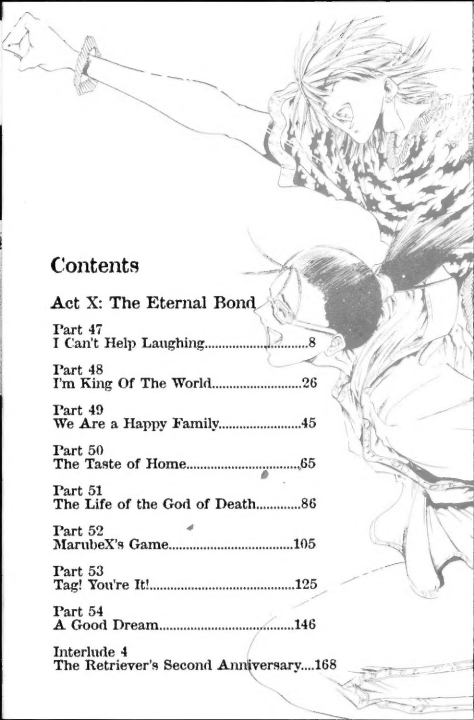 Contents
Act X: The Eternal Bond
Part 47
I Can't Help Laughing..............................8
Part 48
I'm King Of The World.........................26
Part 49
We Are a Happy Family.......................45
Part 50
The Taste of Home................................65
Part 51
The Life of the God of Death.............86
Part 52
MarubeX's Game...................................105
Part 53
Tag! You're It!........................................125
Part 54
A Good Dream.....................................146
Interlude 4
The Retriever's Second Anniversary....168